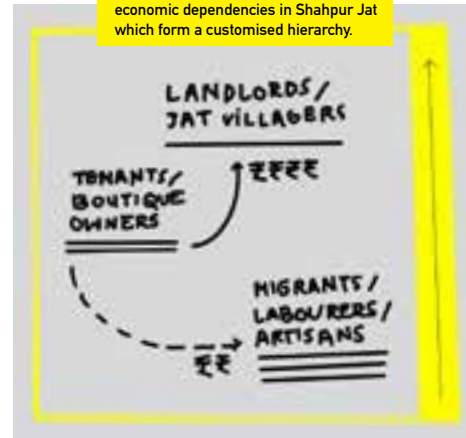 economic dependencies in Shahpur Jat
which form a customised hierarchy.
LANDLORDS/
JAT VILLAGERS
₹₹₹₹
TENANTS/
BOUTIQUE
OWNERS
MIGRANTS/
LABOURERS/
ARTISANS
₹₹